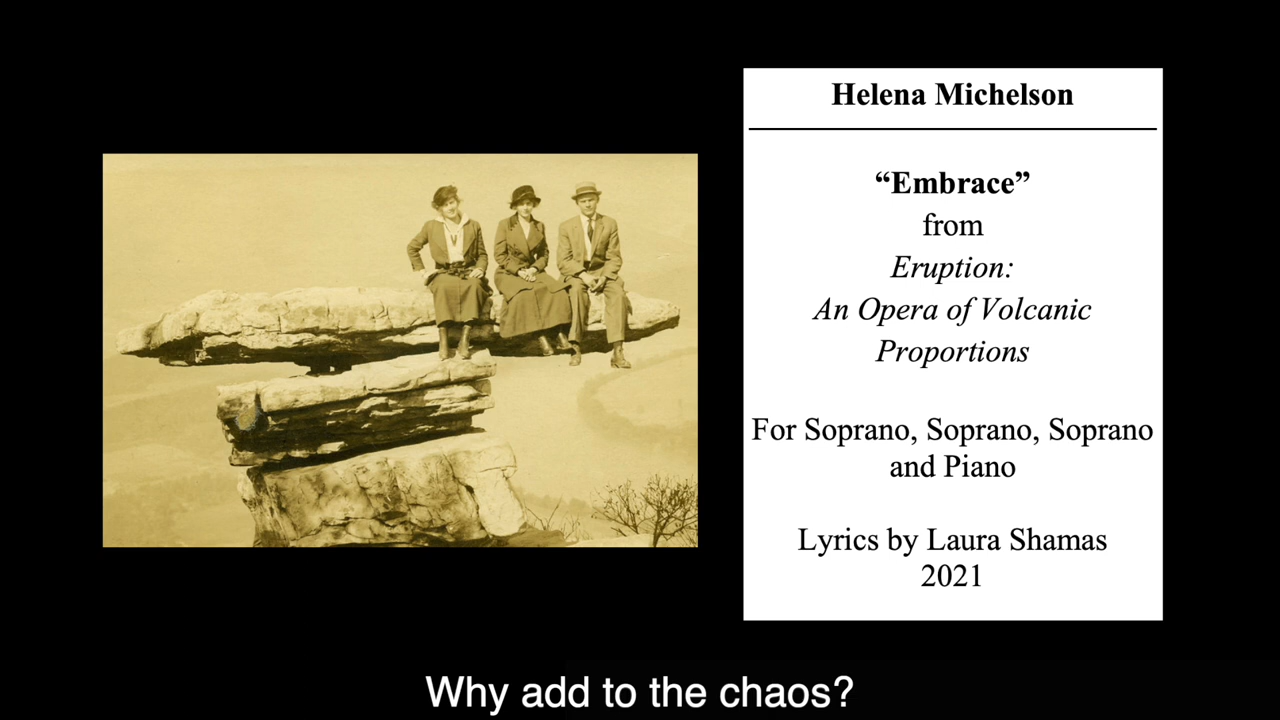 Helena Michelson
“Embrace”
from
Eruption:
An Opera of Volcanic
Proportions
For Soprano, Soprano, Soprano
and Piano
Lyrics by Laura Shamas
2021
Why add to the chaos?